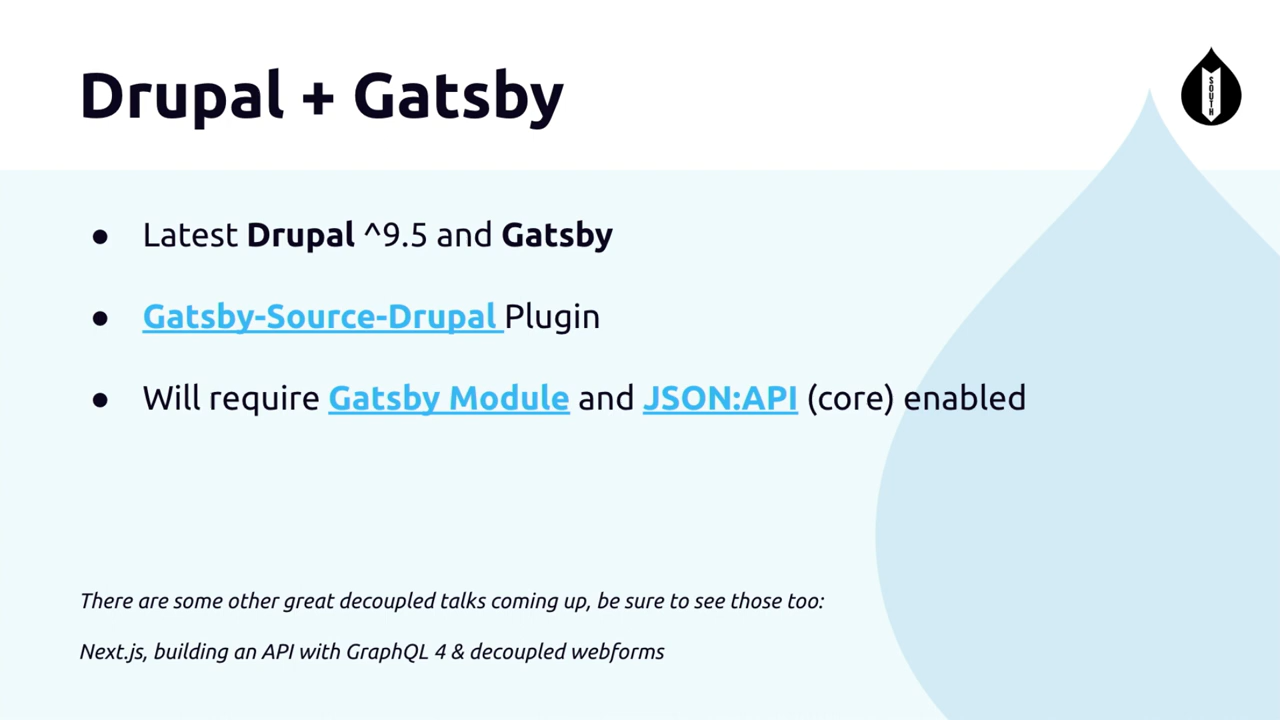 Drupal + Gatsby
SOUTH
● Latest Drupal ^9.5 and Gatsby
● Gatsby-Source-Drupal Plugin
● Will require Gatsby Module and JSON:API (core) enabled
There are some other great decoupled talks coming up, be sure to see those too:
Next.js, building an API with GraphQL 4 & decoupled webforms